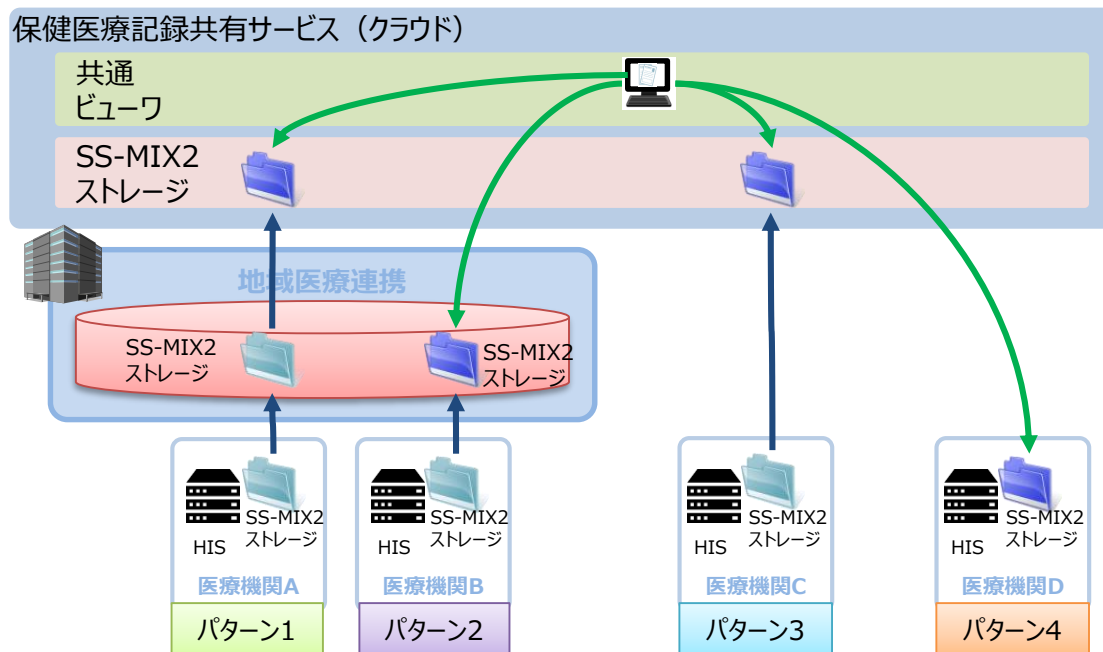 保健医療記録共有サービス（クラウド）
共通
ビューワ
SS-MIX2
ストレージ
地域医療連携
SS-MIX2
ストレージ
SS-MIX2
ストレージ
HIS
SS-MIX2
ストレージ
医療機関A
パターン1
HIS
SS-MIX2
ストレージ
医療機関B
パターン2
HIS
SS-MIX2
ストレージ
医療機関C
パターン3
HIS
SS-MIX2
ストレージ
医療機関D
パターン4